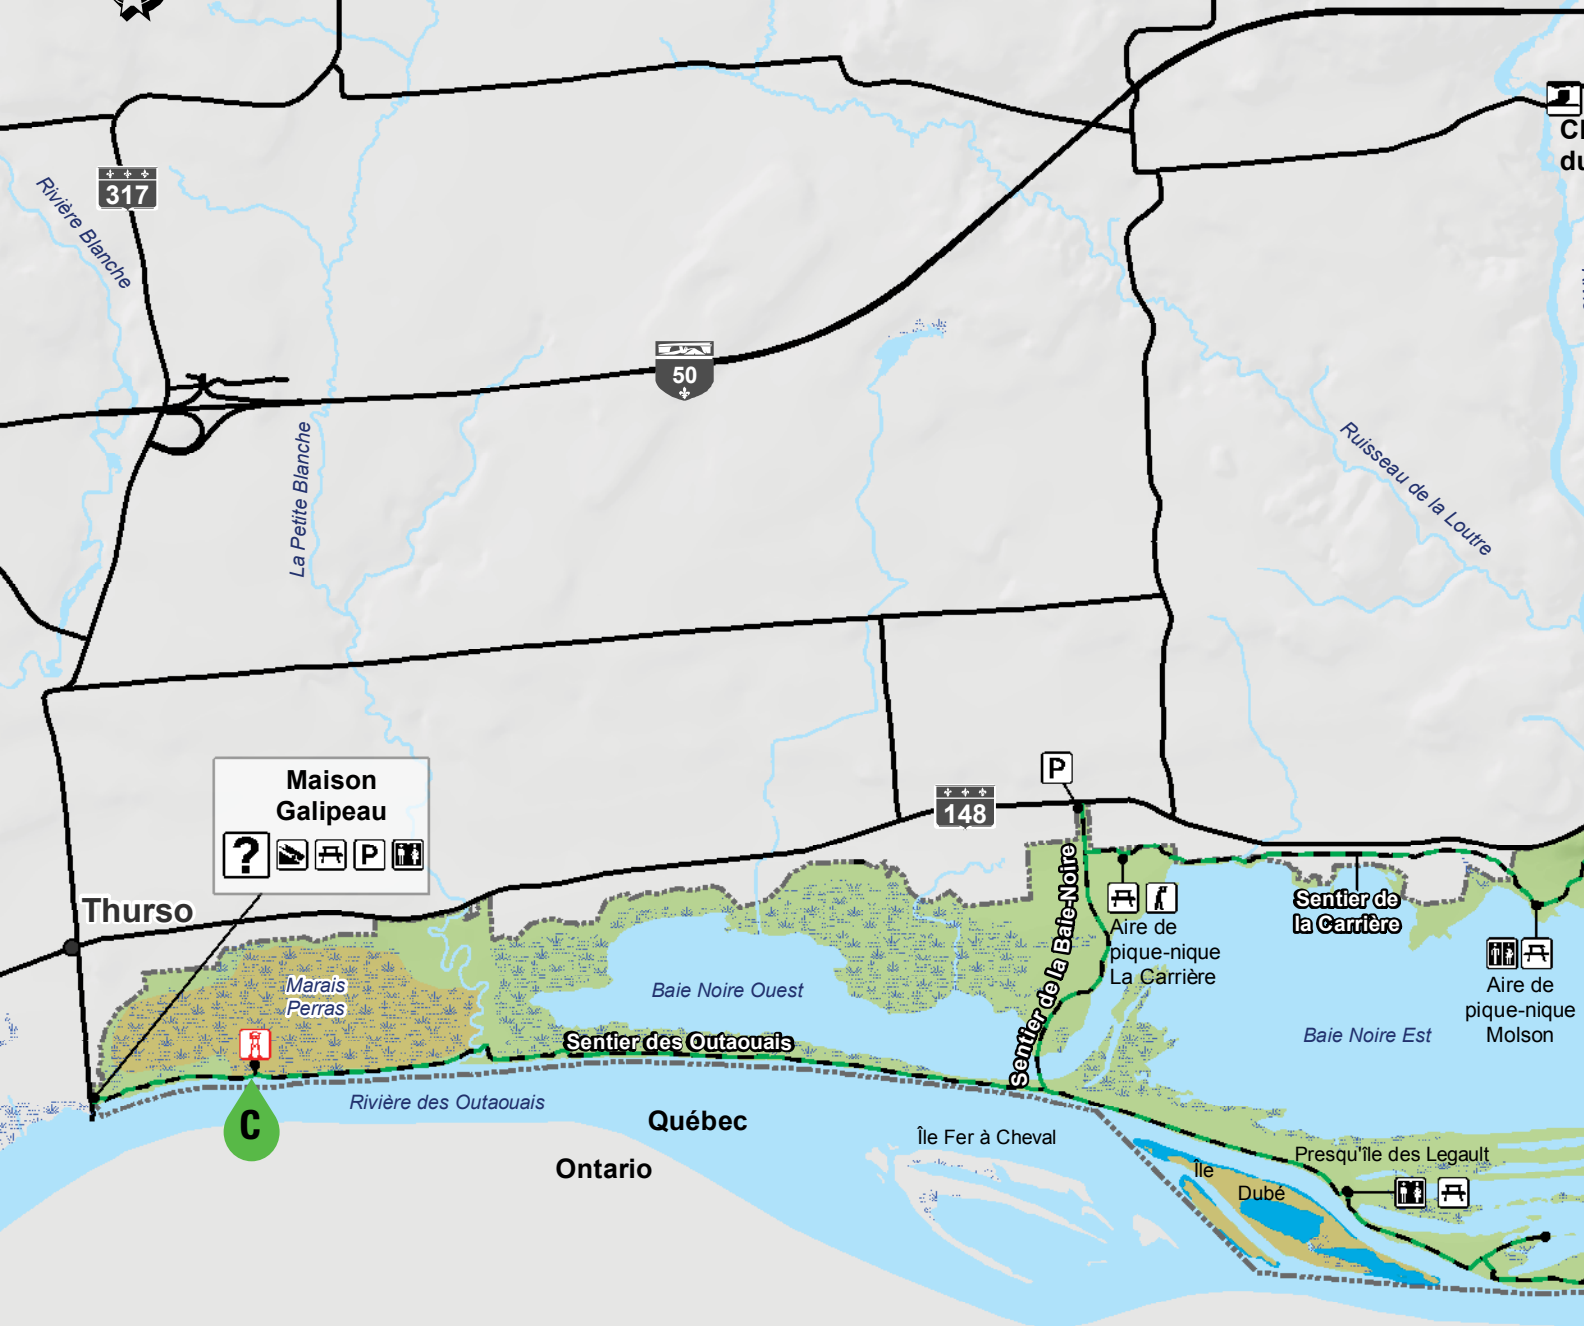 317
Rivière Blanche
50
La Petite Blanche
Ruisseau de la Loutre
Maison
Galipeau
?
P
P
148
Thurso
Sentier de la Baie-Noire
Sentier de
la Carrière
Aire de
pique-nique
La Carrière
Aire de
pique-nique
Molson
Marais
Perras
Baie Noire Ouest
Baie Noire Est
Sentier des Outaouais
Rivière des Outaouais
C
Québec
Ontario
Île Fer à Cheval
Presqu'île des Legault
Île
Dubé